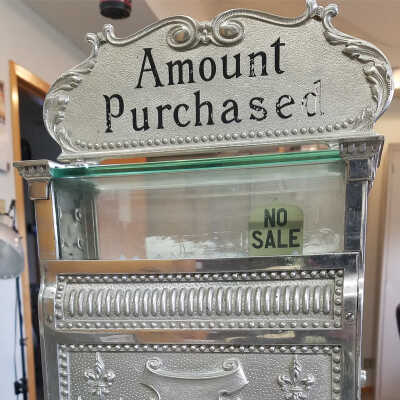 Amount
Purchased
NO
SALE